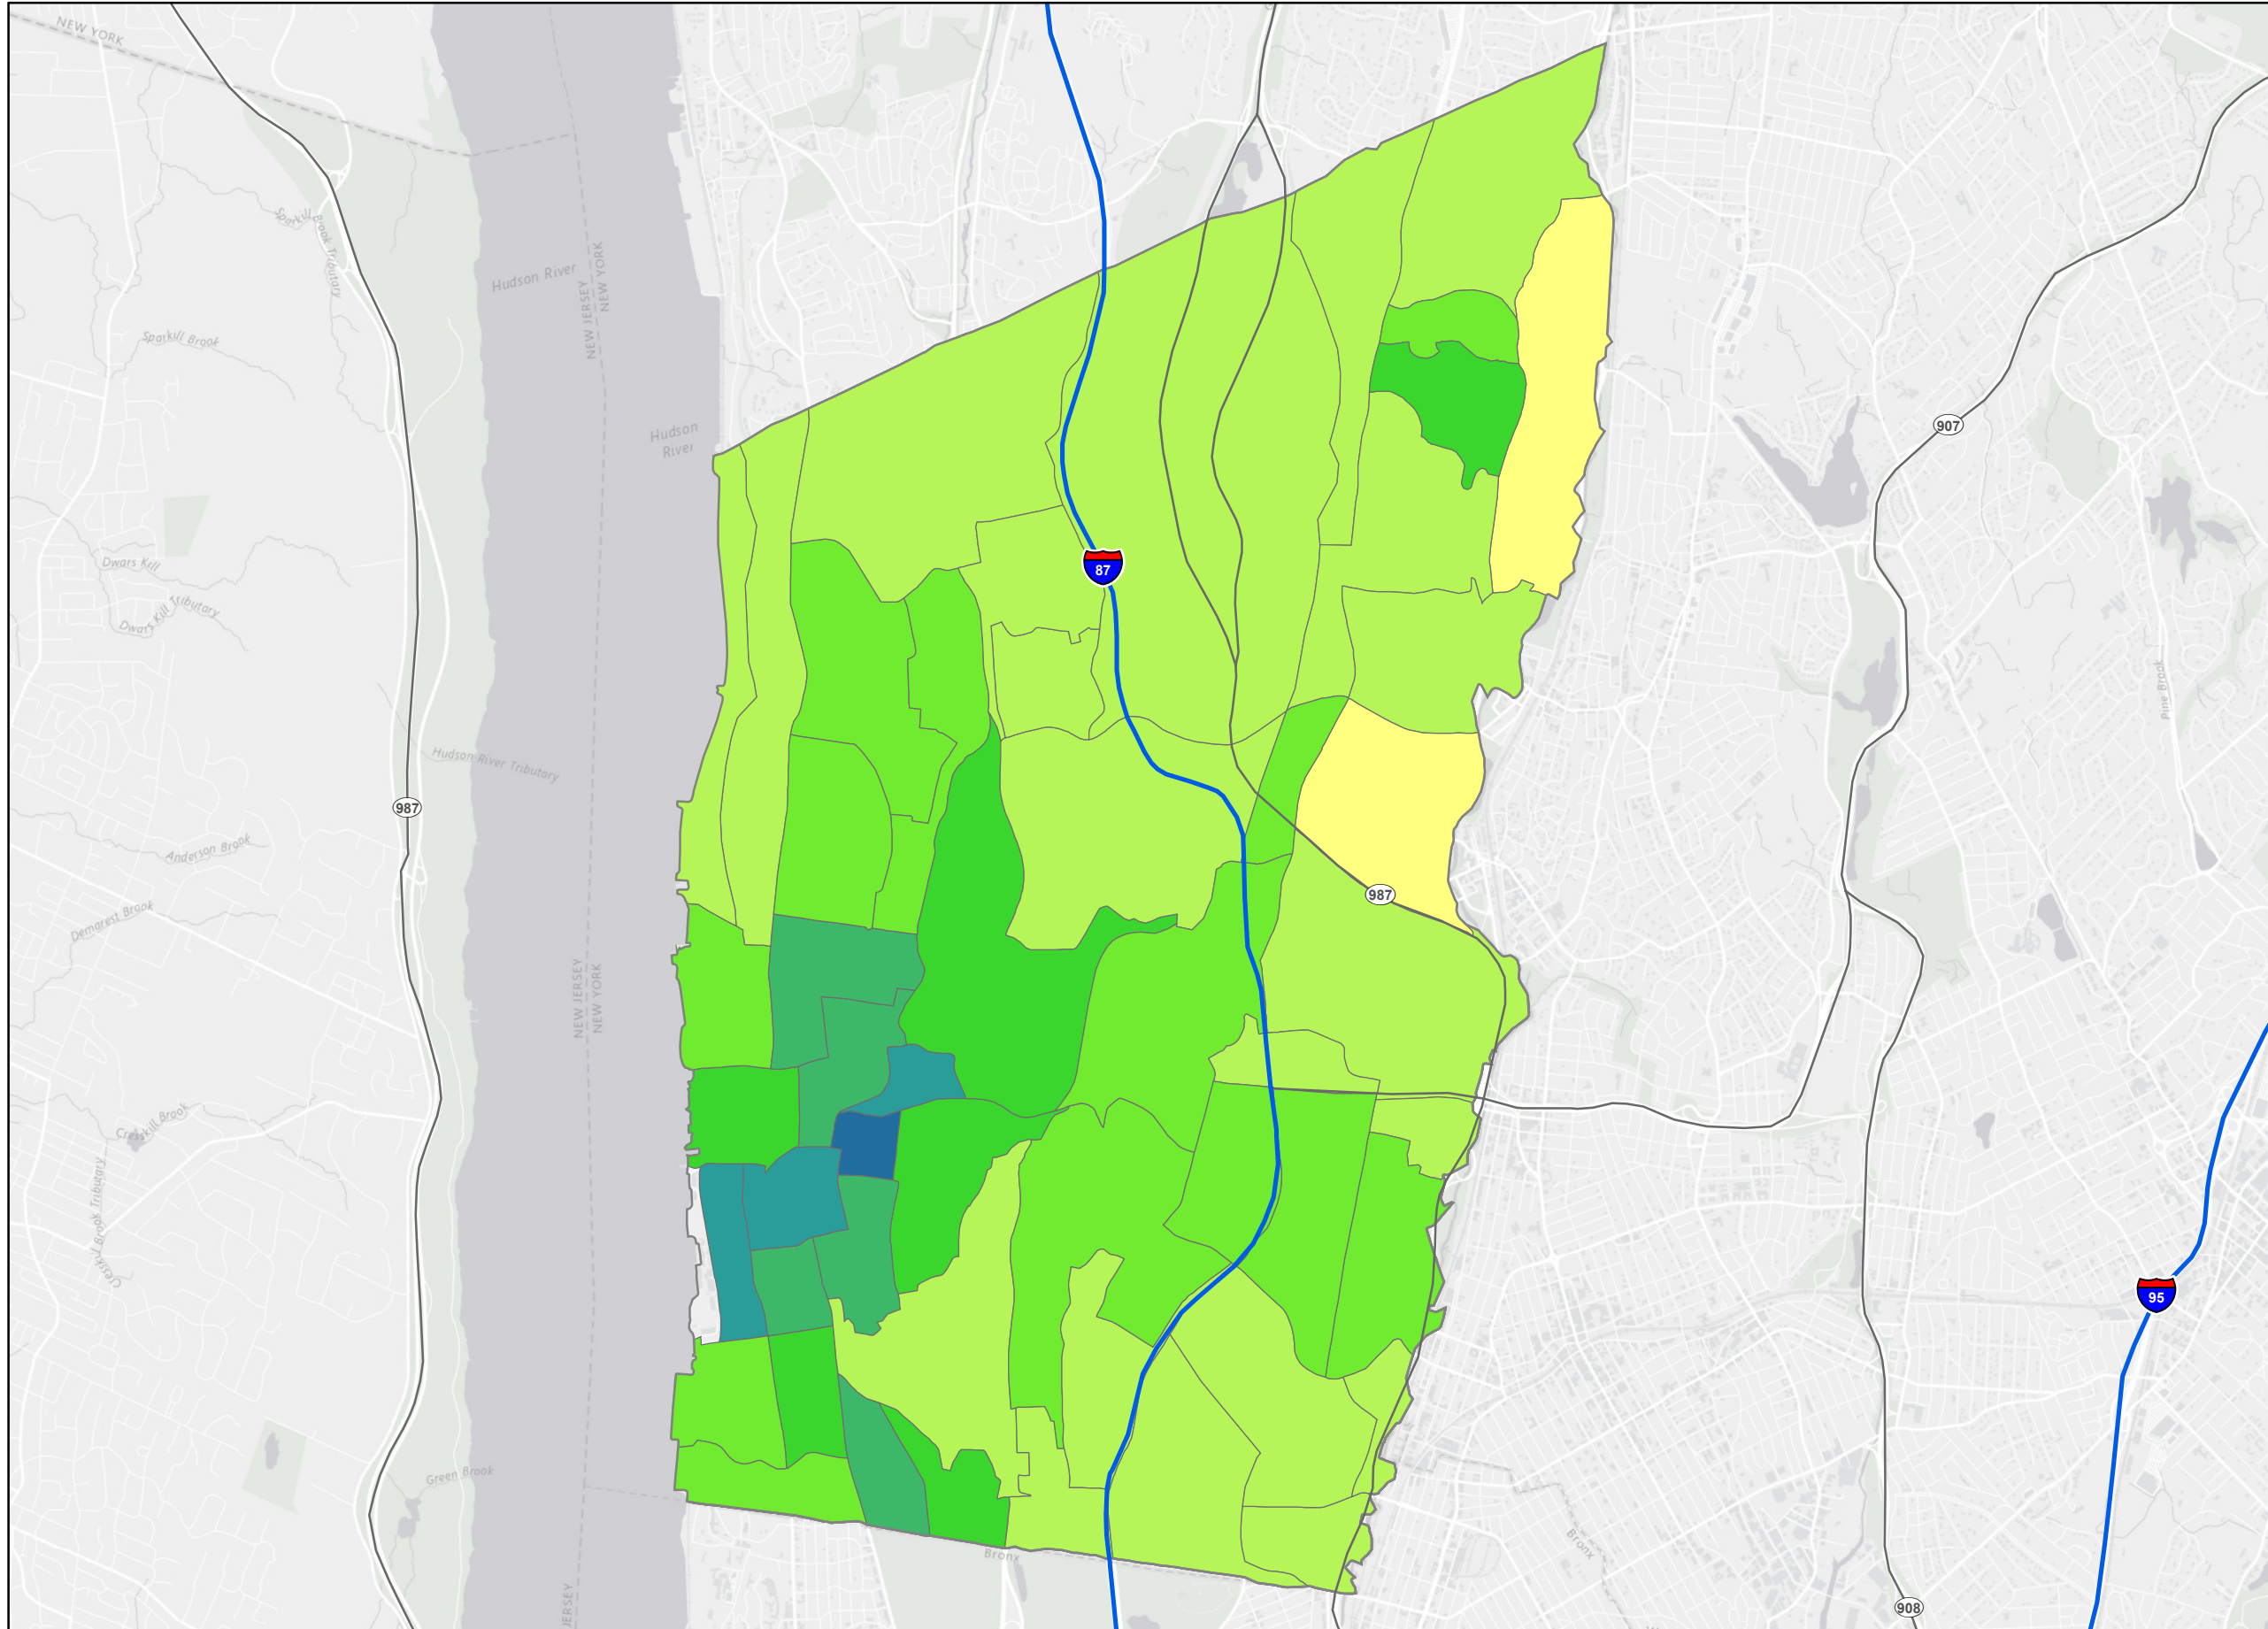 NEW YORK
Sparkill Brook Tributary
Hudson River
NEW JERSEY
NEW YORK
Sparkill Brook
907
Hudson
River
Dwars Kill
87
Dwars Kill Tributary
Pine Brook
Hudson River Tributary
987
Anderson Brook
987
Demarest Brook
NEW JERSEY
NEW YORK
Cresskill Brook
Cresskill Brook Tributary
95
Green Brook
Bronx
Bronx
JERSEY
908